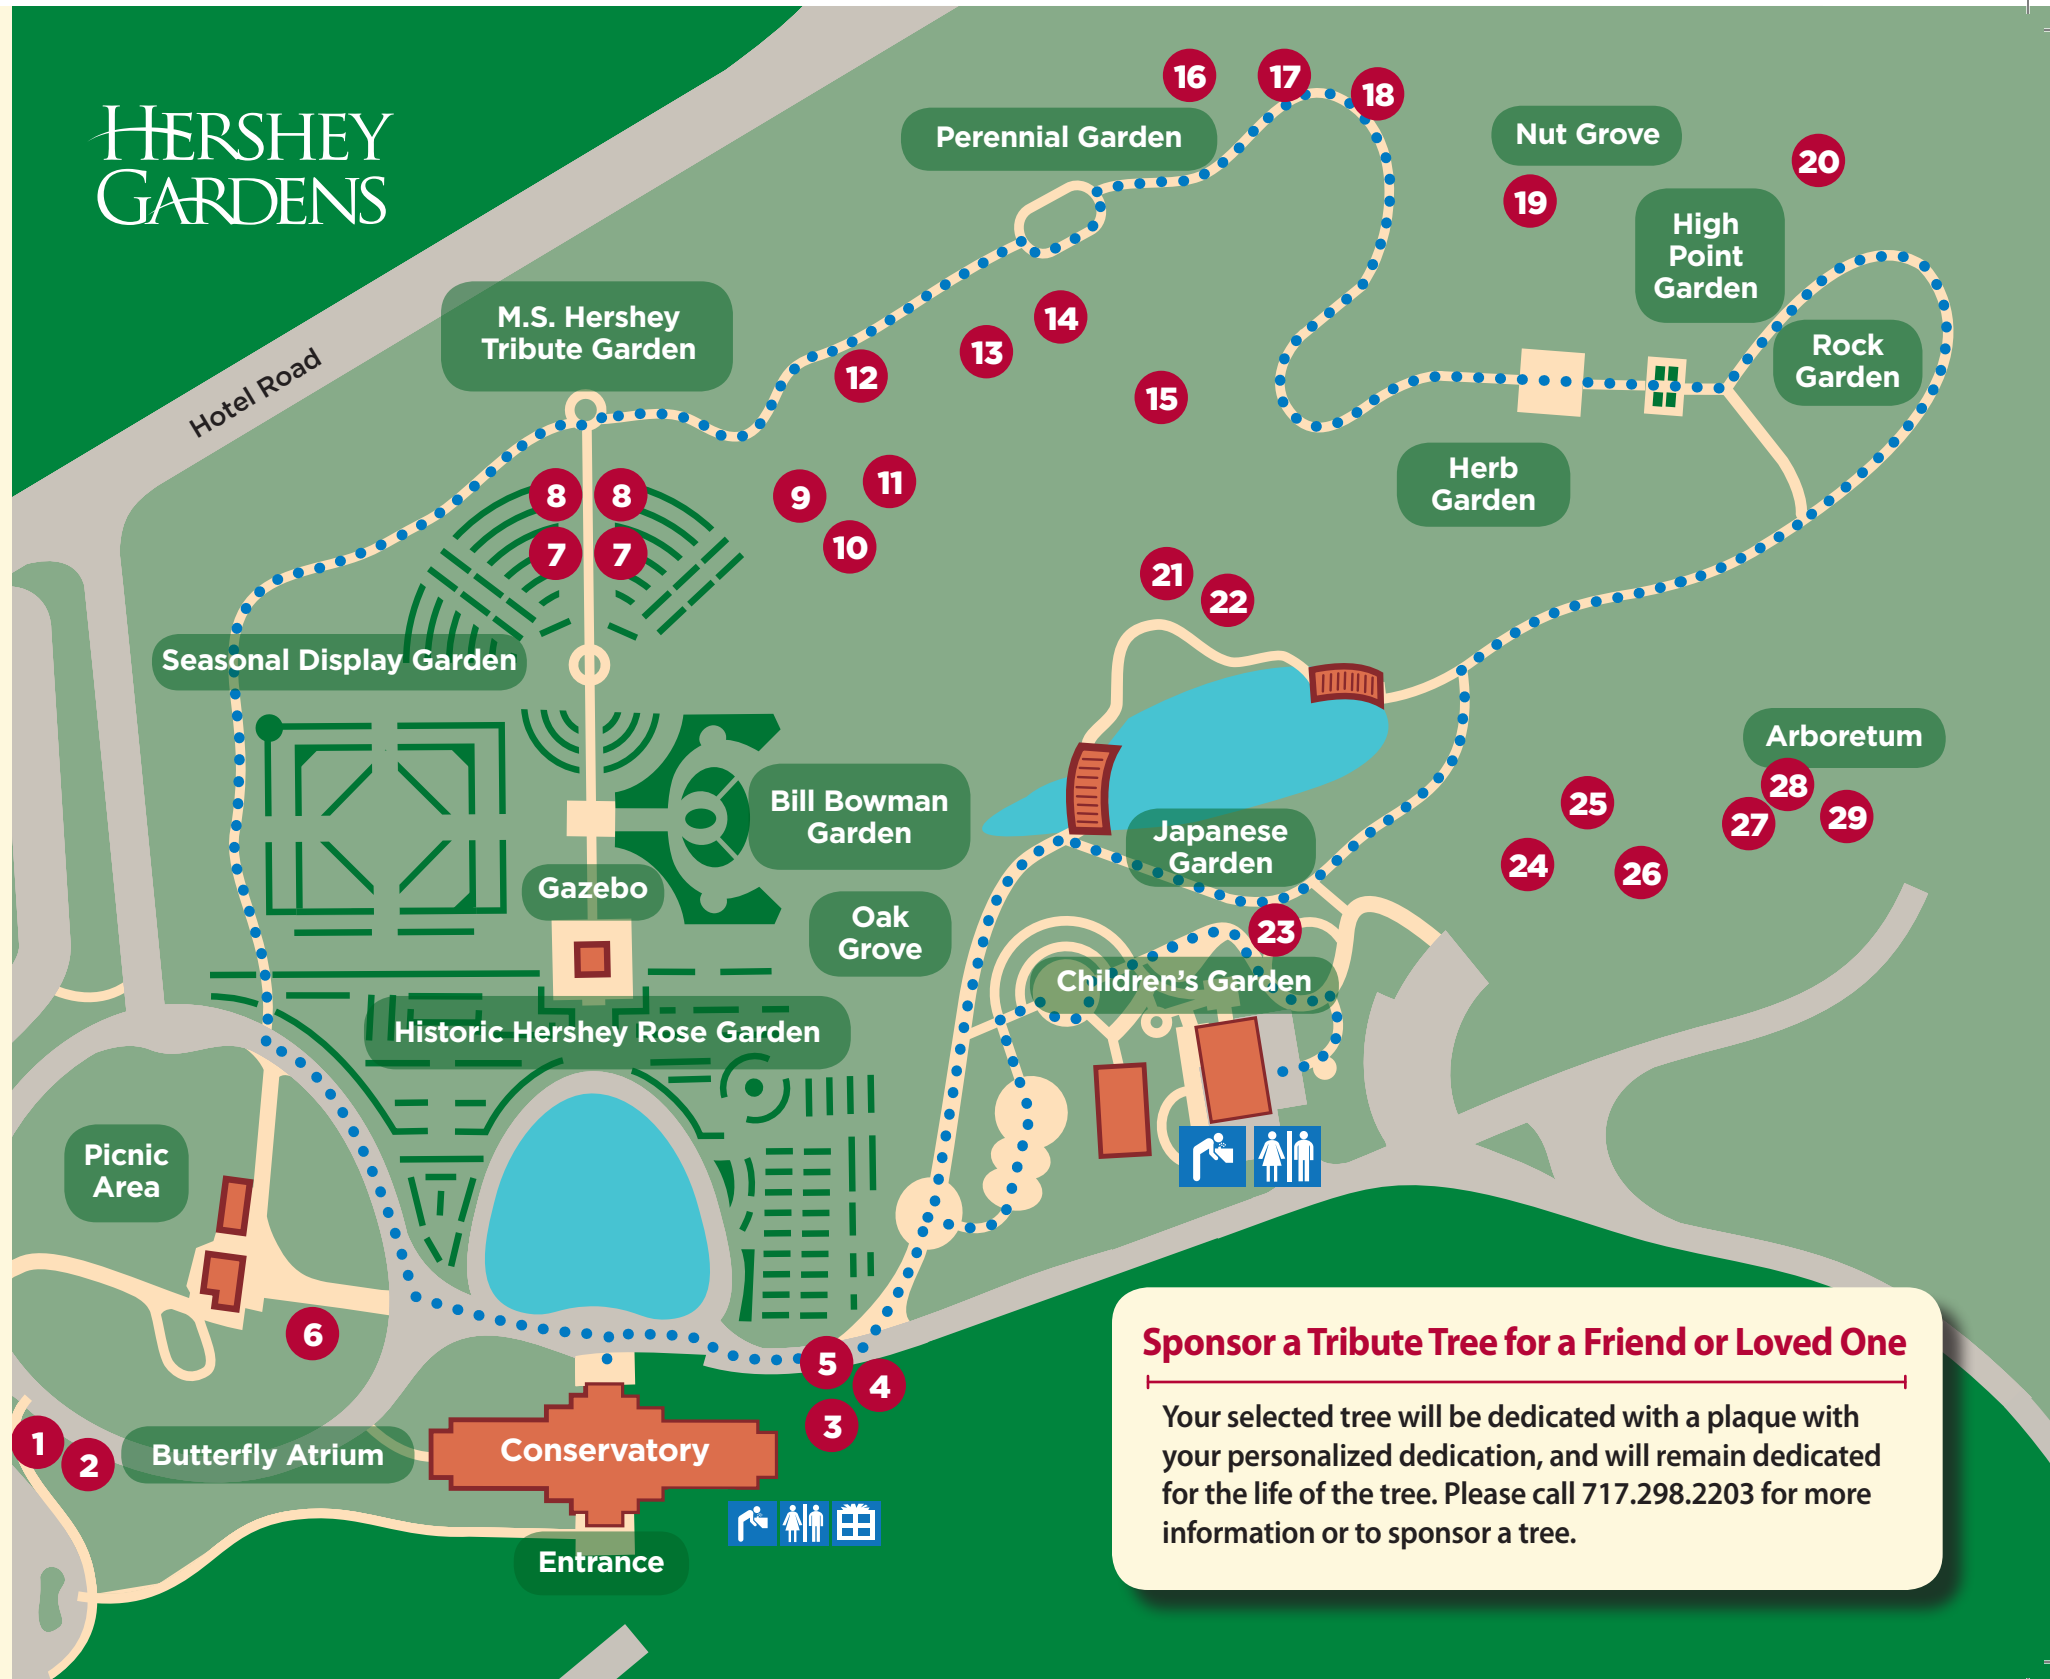 HERSHEY
GARDENS
Hotel Road
16
17
18
Perennial Garden
Nut Grove
19
20
High
Point
Garden
Rock
Garden
M.S. Hershey
Tribute Garden
12
13
14
15
Herb
Garden
8
8
7
7
9
11
10
21
22
Seasonal Display Garden
Arboretum
28
25
27
29
24
26
Bill Bowman
Garden
Japanese
Garden
Gazebo
Oak
Grove
23
Children's Garden
Historic Hershey Rose Garden
Picnic
Area
6
5
4
3
1
2
Butterfly Atrium
Conservatory
Entrance
Sponsor a Tribute Tree for a Friend or Loved One
Your selected tree will be dedicated with a plaque with
your personalized dedication, and will remain dedicated
for the life of the tree. Please call 717.298.2203 for more
information or to sponsor a tree.